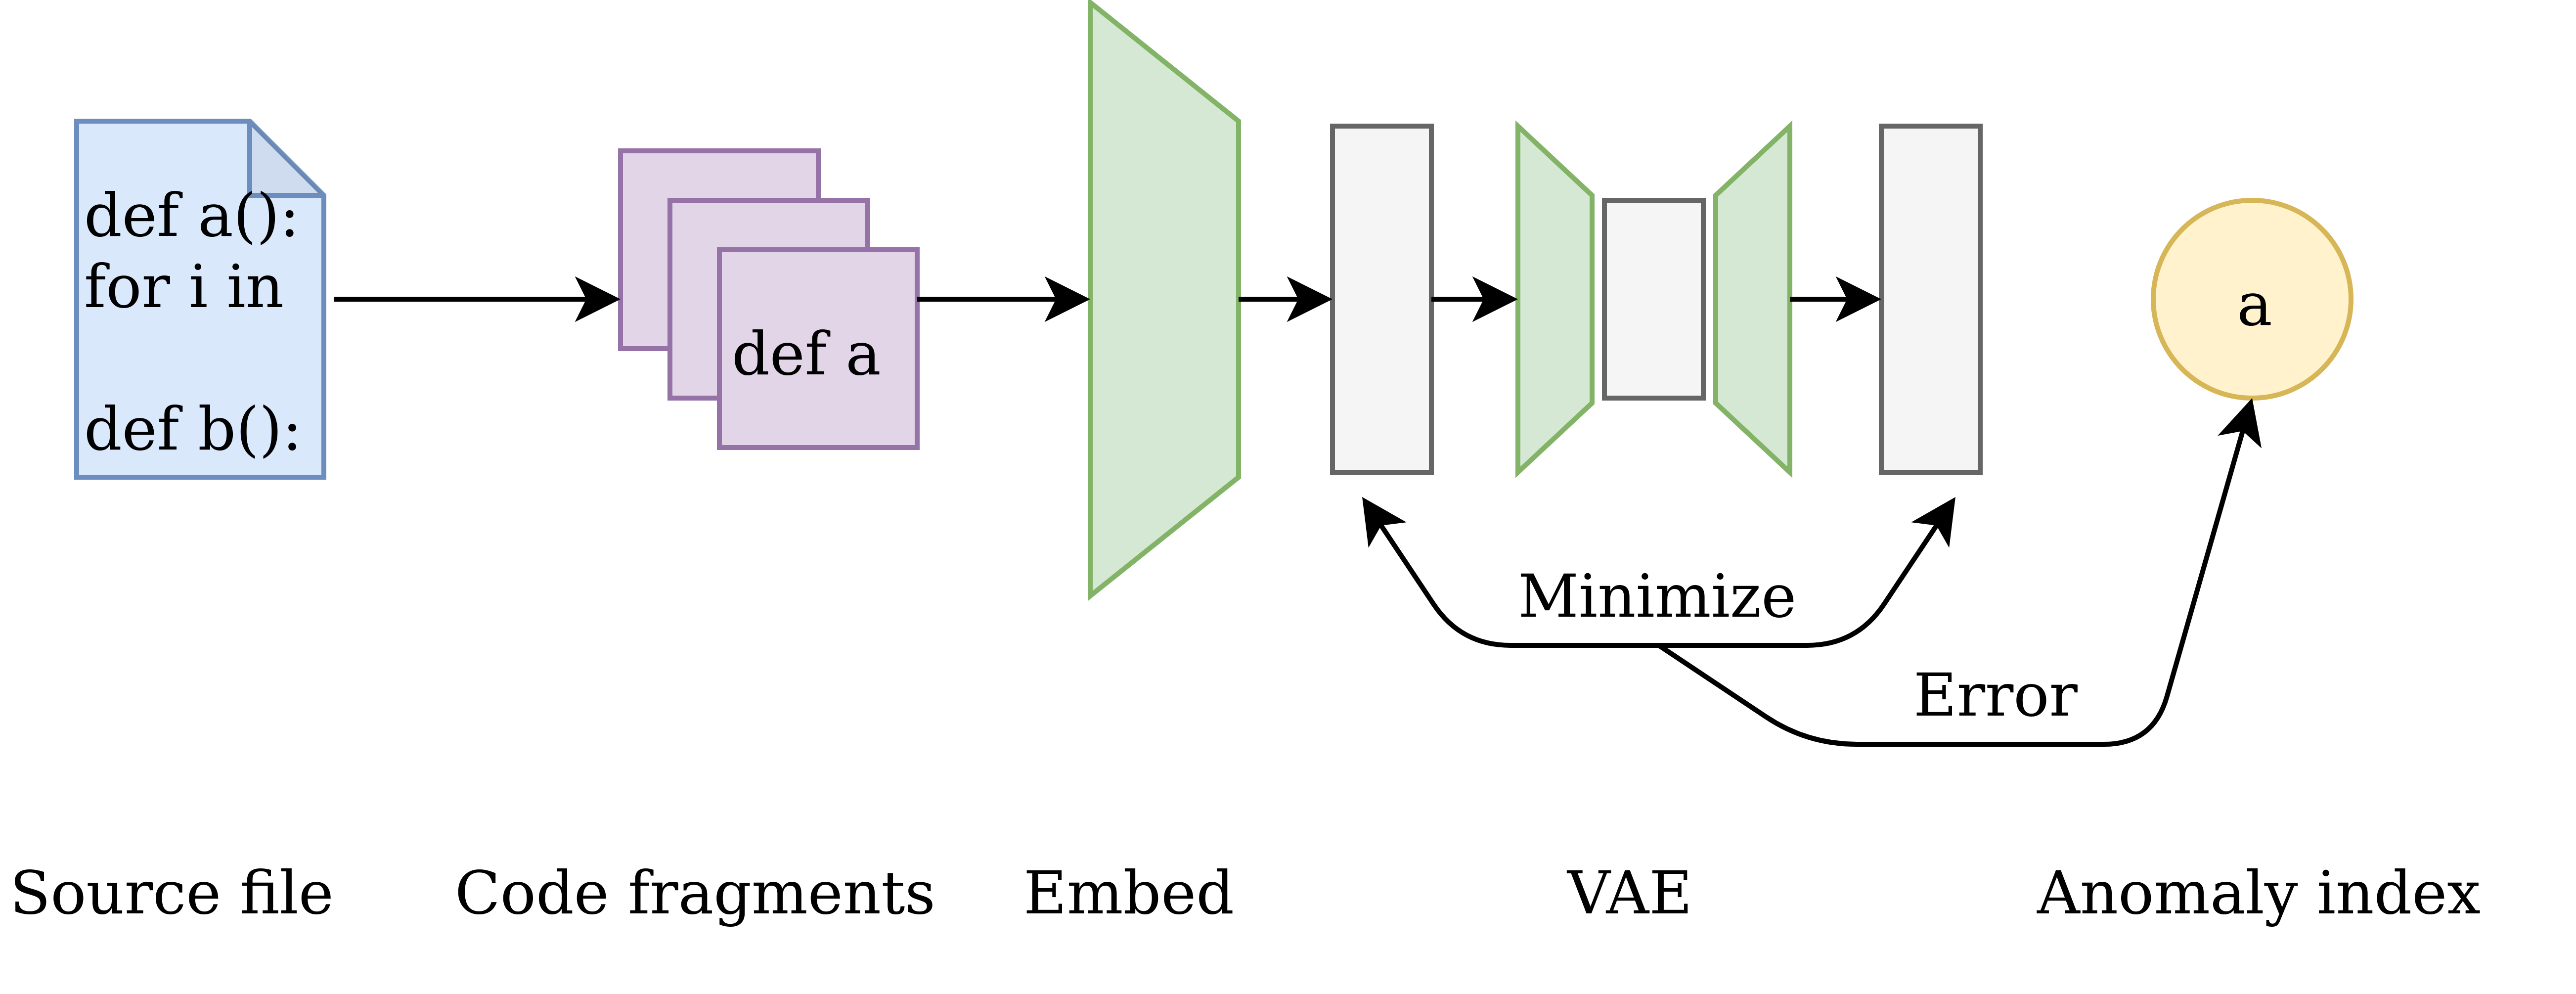 def a():
for i in
def b():
def a
a
Minimize
Error
Source file
Code fragments
Embed
VAE
Anomaly index